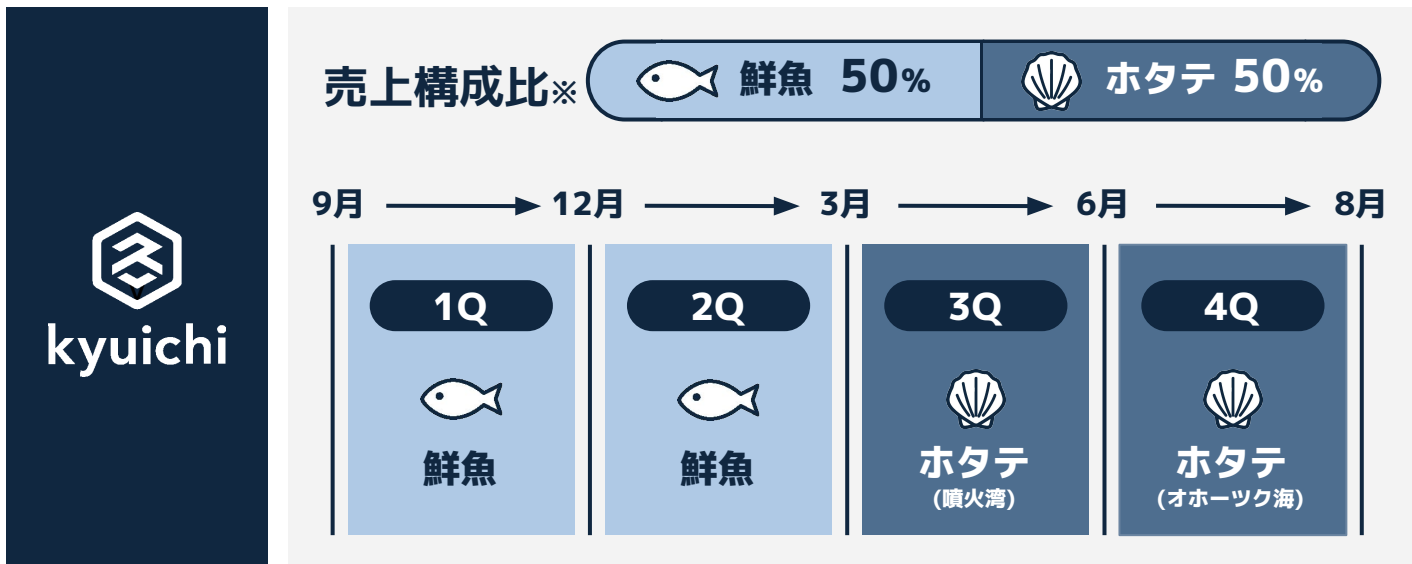 kyuichi
売上構成比※
鮮魚 50%
ホタテ 50%
9月 12月 3月 6月 8月
1Q
鮮魚
2Q
鮮魚
3Q
ホタテ
(噴火湾)
4Q
ホタテ
(オホーツク海)